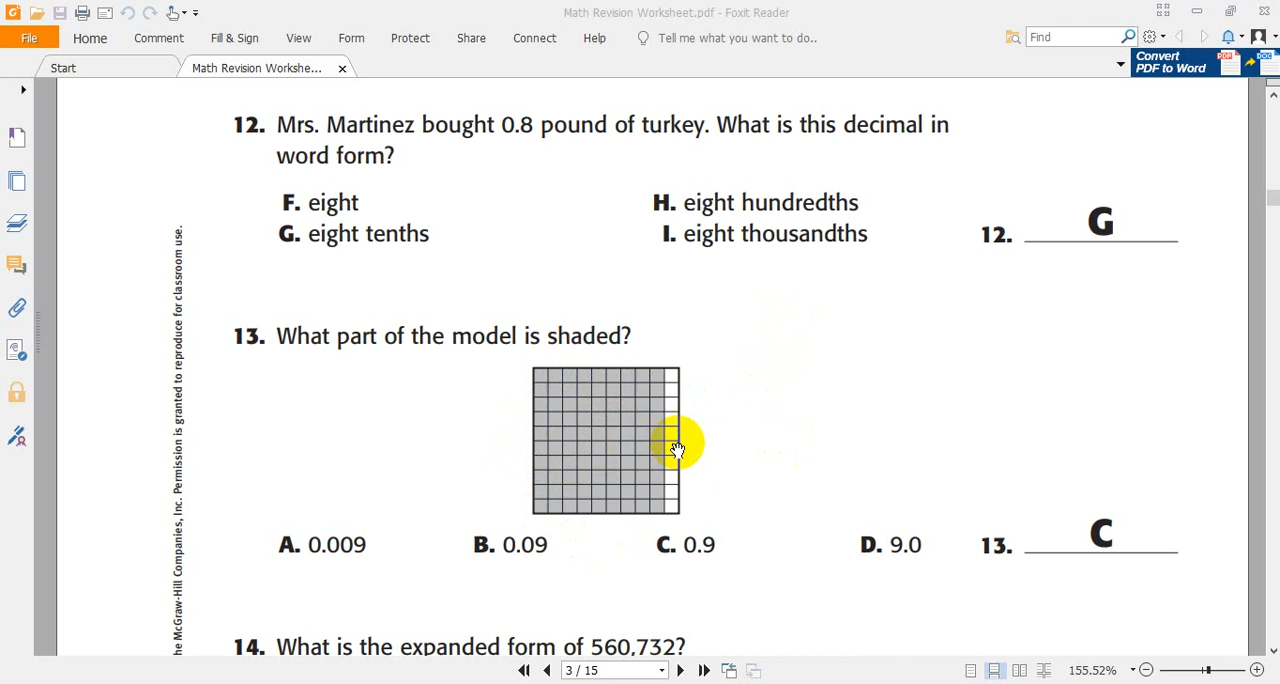 Math Revision Worksheet.pdf - Foxit Reader
File Home Comment Fill & Sign View Form Protect Share Connect Help Tell me what you want to do.. Find
Start Math Revision Workshe... Convert PDF to Word
12. Mrs. Martinez bought 0.8 pound of turkey. What is this decimal in
word form?
F. eight H. eight hundredths
G. eight tenths I. eight thousandths 12. G
13. What part of the model is shaded?
A. 0.009 B. 0.09 C. 0.9 D. 9.0 13. C
14. What is the expanded form of 560,732?
he McGraw-Hill Companies, Inc. Permission is granted to reproduce for classroom use.
3 / 15 155.52%